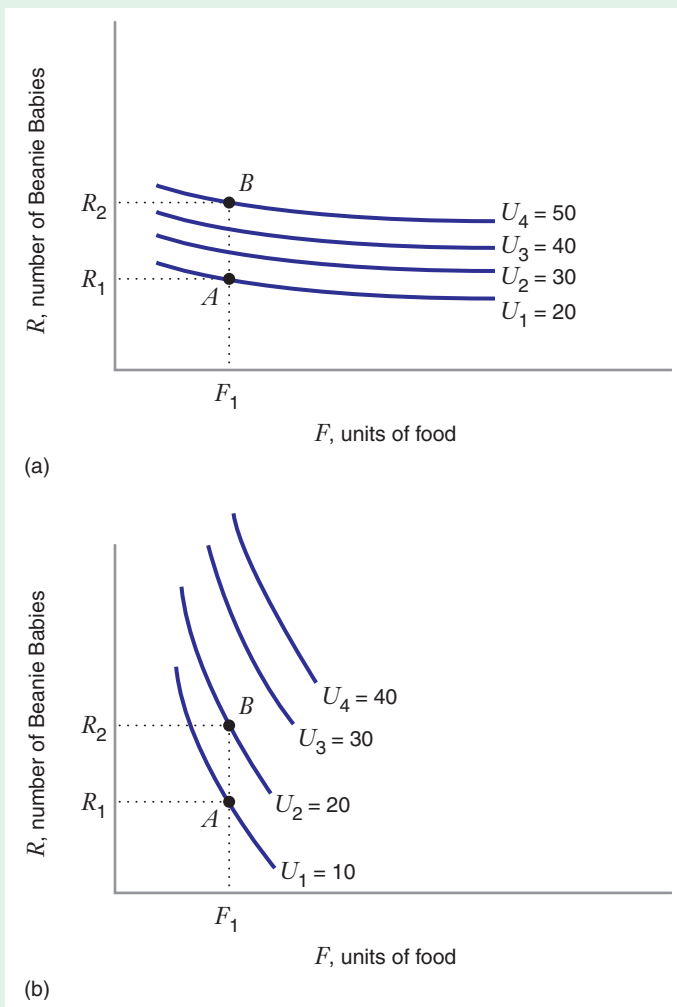 R, number of Beanie Babies
B
R2
U4 = 50
U3 = 40
R1
U2 = 30
A
U1 = 20
F1
F, units of food
(a)
R, number of Beanie Babies
U4 = 40
B
R2
U3 = 30
R1
A
U2 = 20
U1 = 10
F1
F, units of food
(b)